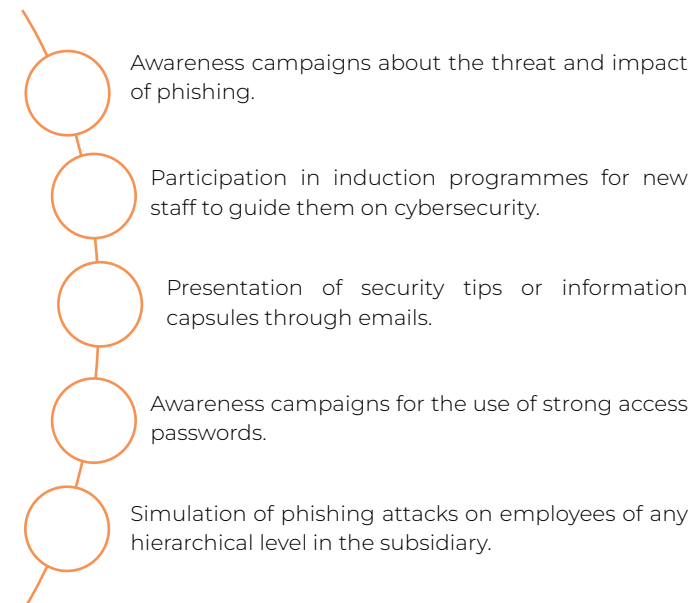 Awareness campaigns about the threat and impact
of phishing.
Participation in induction programmes for new
staff to guide them on cybersecurity.
Presentation of security tips or information
capsules through emails.
Awareness campaigns for the use of strong access
passwords.
Simulation of phishing attacks on employees of any
hierarchical level in the subsidiary.